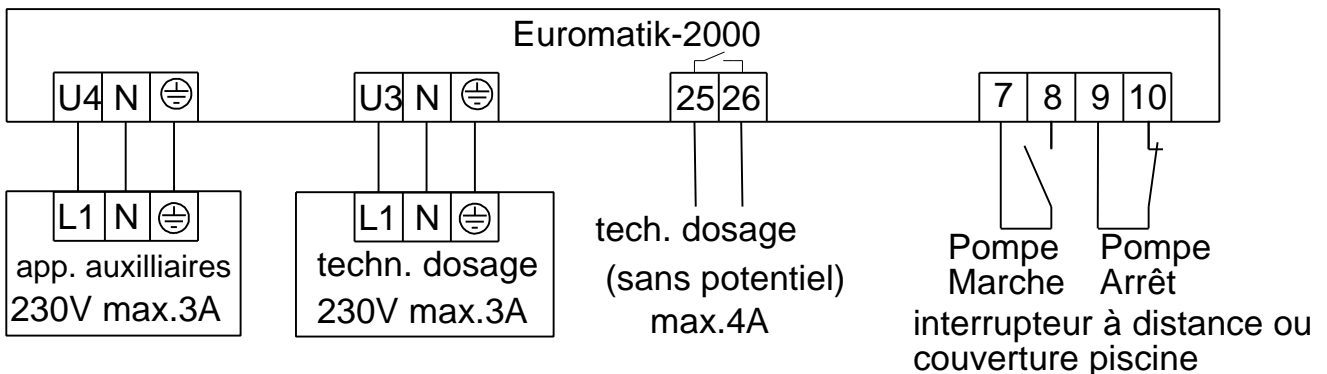 Euromatik-2000
U4 N
U3 N
25 26
7 8 9 10
L1 N
app. auxilliaires
230V max.3A
L1 N
techn. dosage
230V max.3A
tech. dosage
(sans potentiel)
max.4A
Pompe Marche
Pompe Arrêt
interrupteur à distance ou
couverture piscine